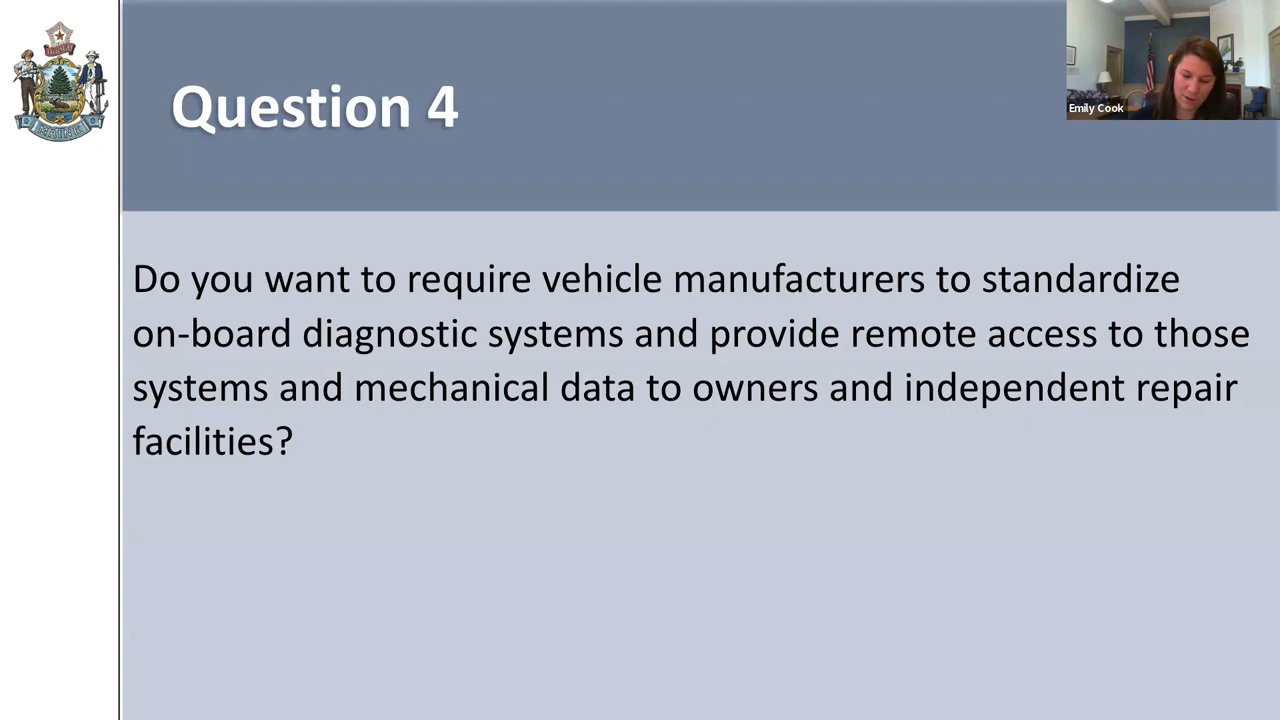 Question 4
Emily Cook
MAINE
Do you want to require vehicle manufacturers to standardize
on-board diagnostic systems and provide remote access to those
systems and mechanical data to owners and independent repair
facilities?